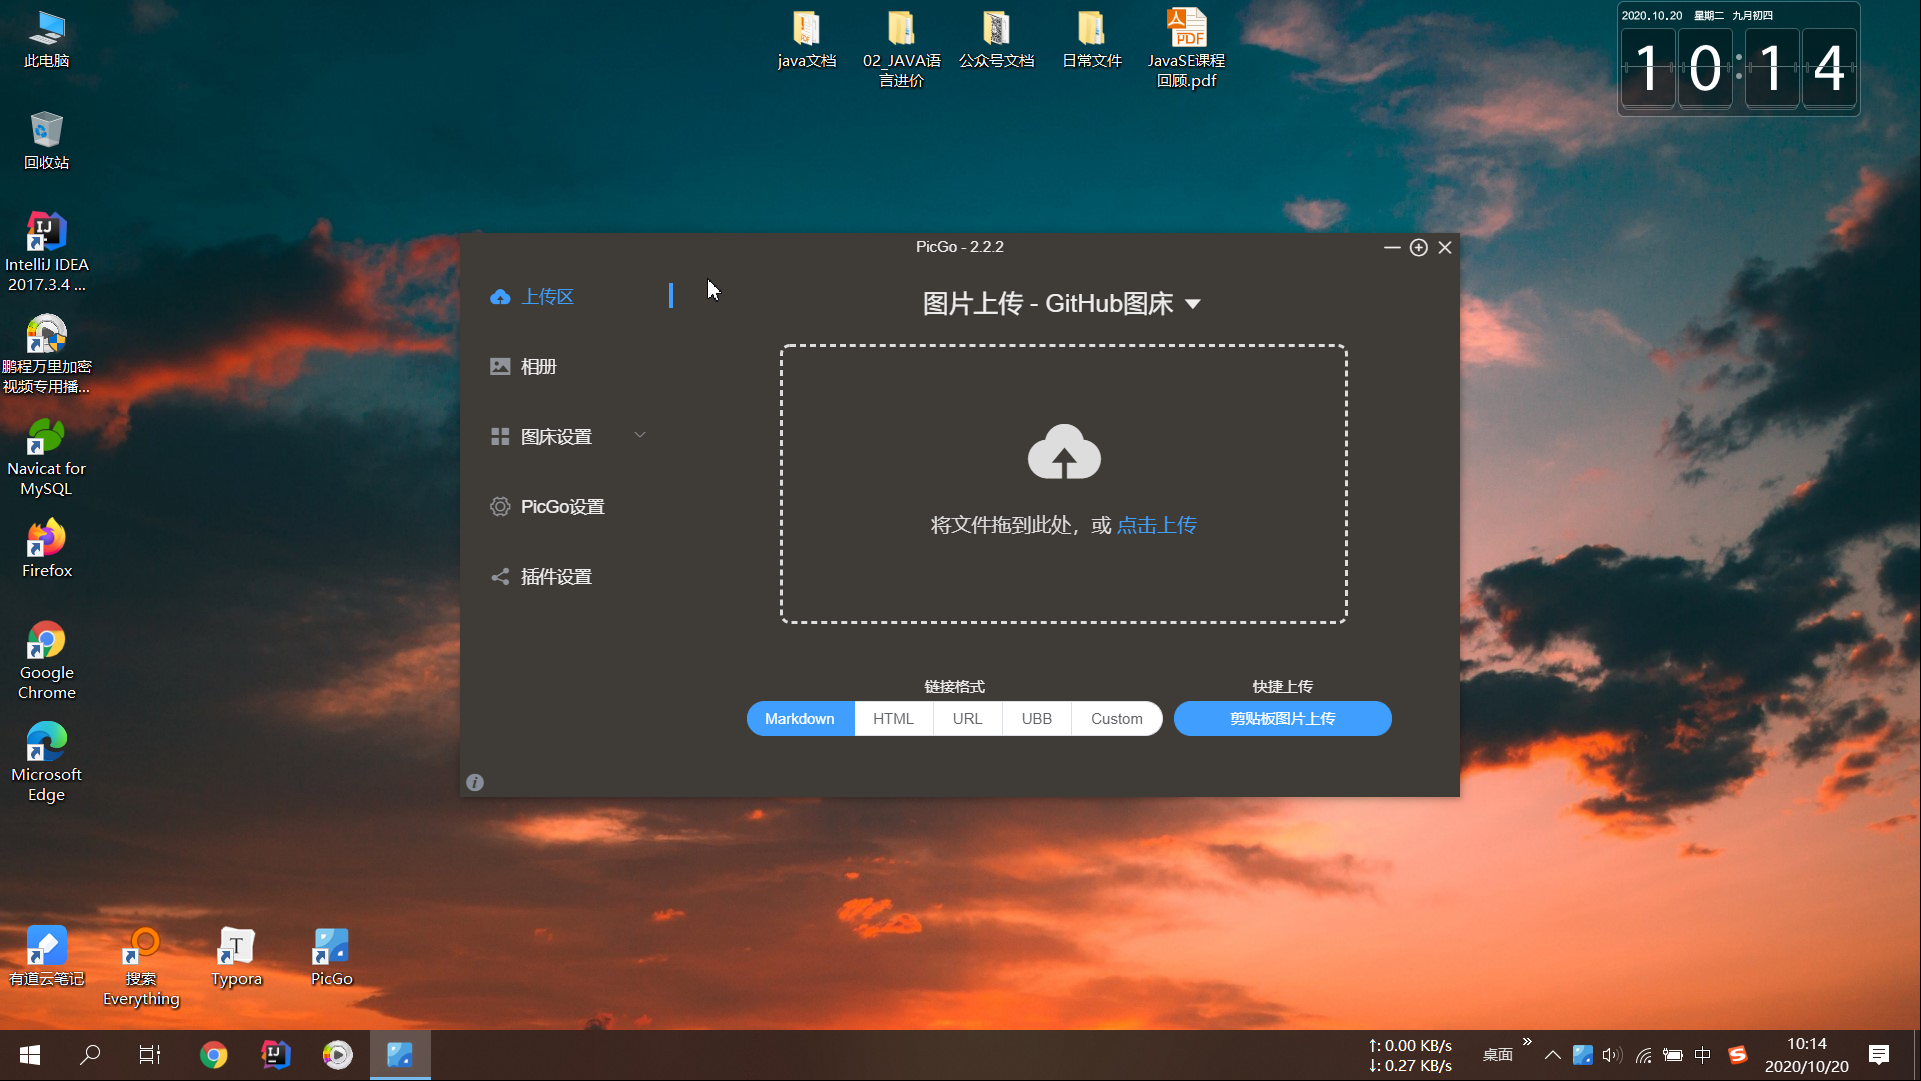 此电脑
回收站
IntelliJ IDEA
2017.3.4 ...
鹏程万里加密
视频专用播...
Navicat for
MySQL
Firefox
Google
Chrome
Microsoft
Edge
有道云笔记
搜索
Everything
Typora
PicGo
java文档
02_JAVA语
言进价
公众号文档
日常文件
JavaSE课程
回顾.pdf
2020.10.20 星期二 九月初四
10:14
PicGo - 2.2.2
上传区
相册
图床设置
PicGo设置
插件设置
图片上传 - GitHub图床
将文件拖到此处，或 点击上传
链接格式
快捷上传
Markdown
HTML
URL
UBB
Custom
剪贴板图片上传
↑: 0.00 KB/s
↓: 0.27 KB/s
桌面
中
10:14
2020/10/20